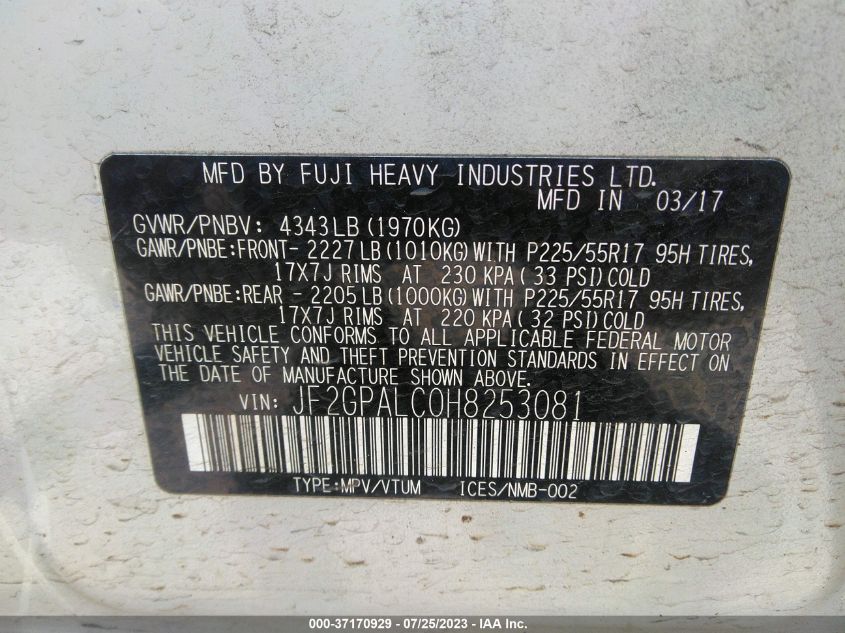 MFD BY FUJI HEAVY INDUSTRIES LTD.
MFD IN 03/17
GVWR/PNBV: 4343LB(1970KG)
GAWR/PNBE:FRONT- 2227LB(1010KG)WITH P225/55R17 95H TIRES,
17X7J RIMS AT 230 KPA( 33 PSI)COLD
GAWR/PNBE:REAR - 2205LB(1000KG)WITH P225/55R17 95H TIRES,
17X7J RIMS AT 220 KPA( 32 PSI)COLD
THIS VEHICLE CONFORMS TO ALL APPLICABLE FEDERAL MOTOR
VEHICLE SAFETY AND THEFT PREVENTION STANDARDS IN EFFECT ON
THE DATE OF MANUFACTURE SHOWN ABOVE.
VIN: JF2GPALC0H8253081
TYPE:MPV/VTUM ICES/NMB-002
000-37170929 - 07/25/2023 - IAA Inc.